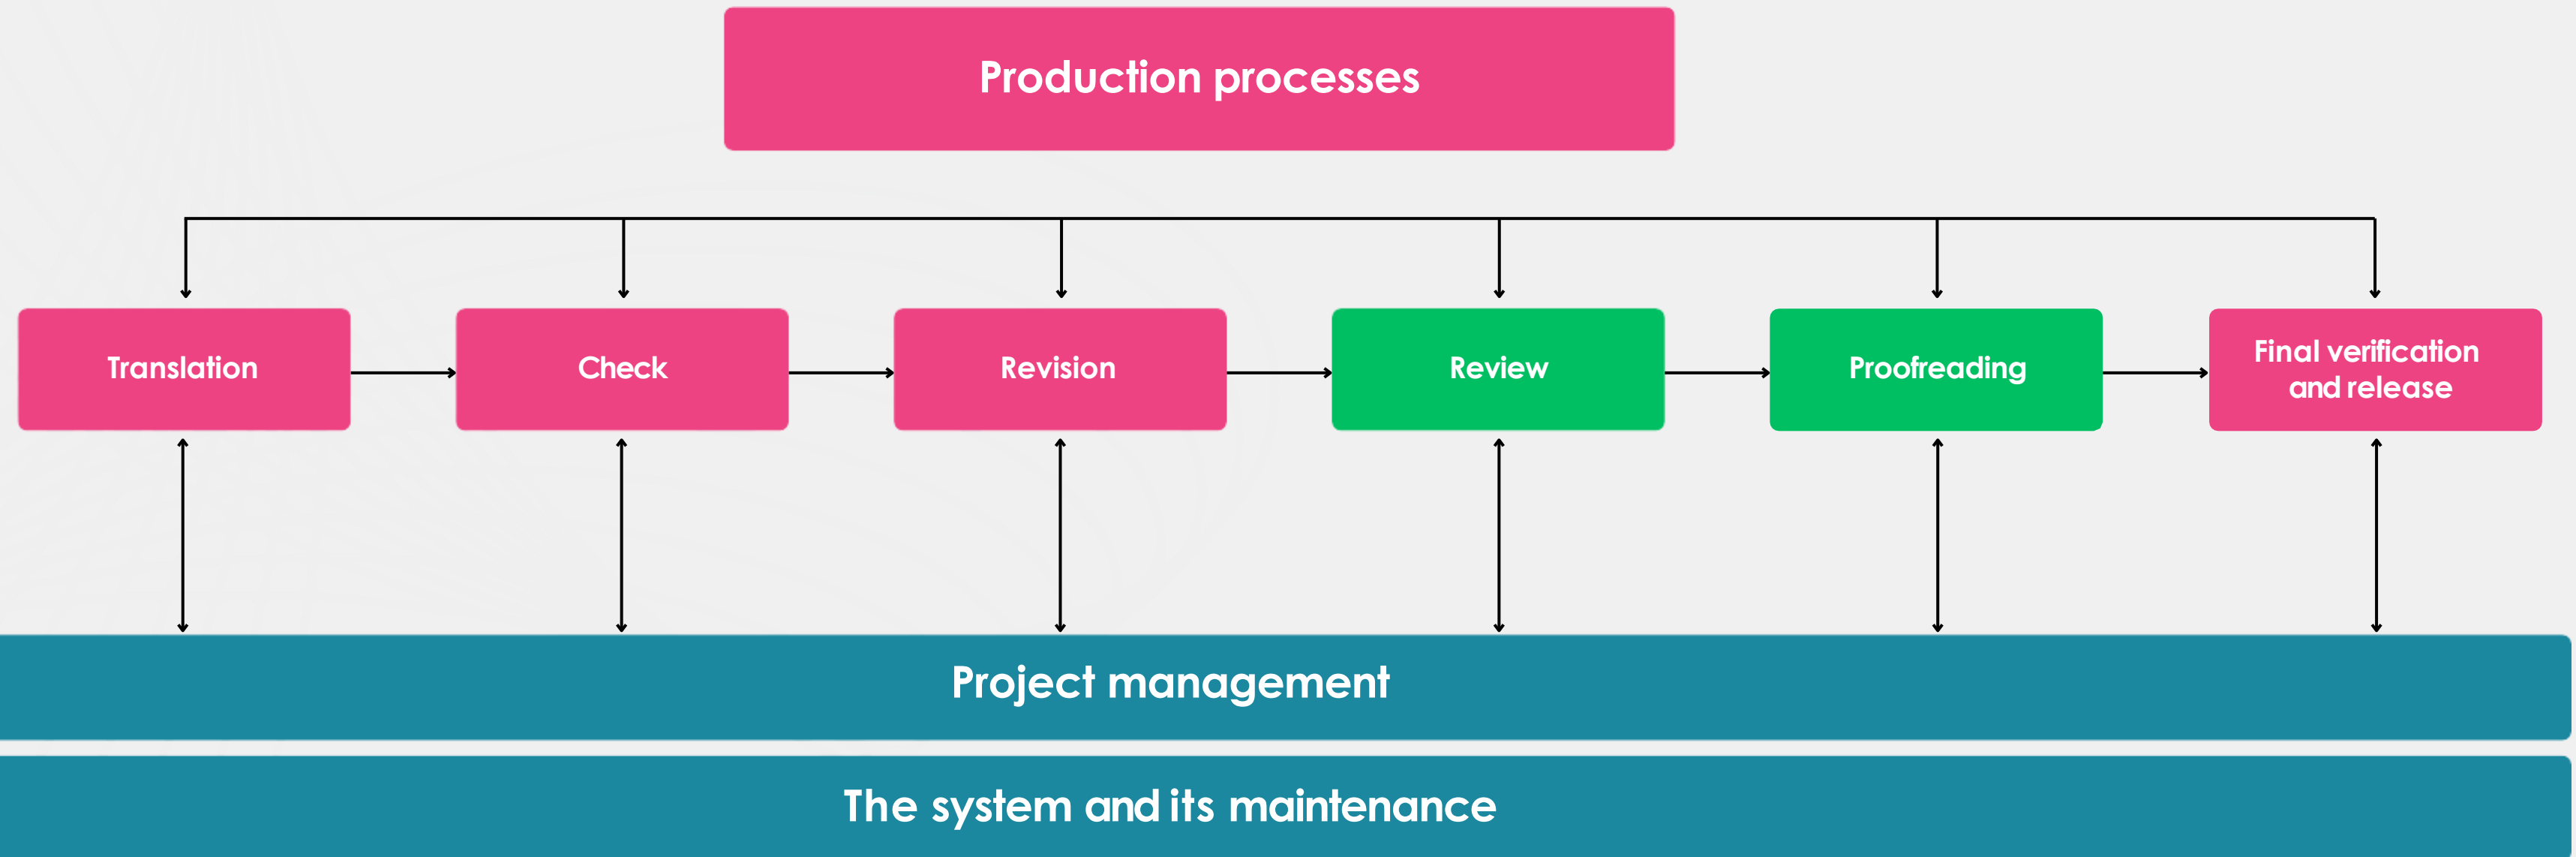 Production processes
Translation
Check
Revision
Review
Proofreading
Final verification
and release
Project management
The system and its maintenance